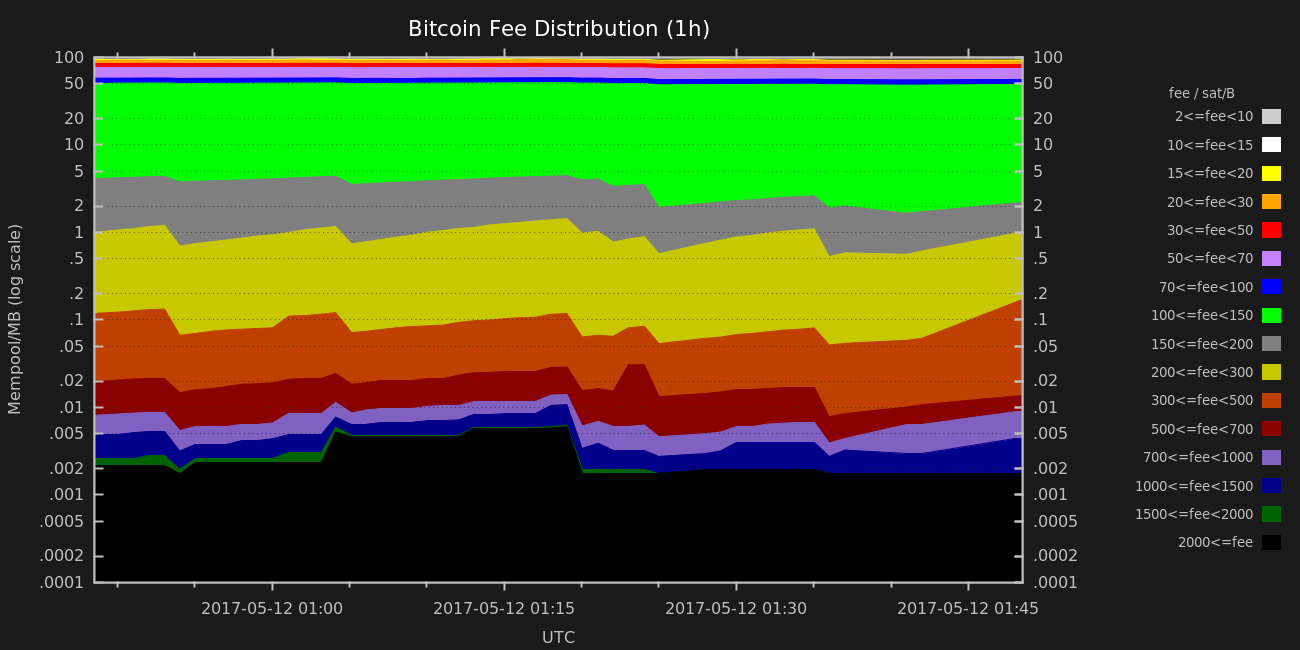 Bitcoin Fee Distribution (1h)
Mempool/MB (log scale)
100
50
20
10
5
2
1
.5
.2
.1
.05
.02
.01
.005
.002
.001
.0005
.0002
.0001
100
50
20
10
5
2
1
.5
.2
.1
.05
.02
.01
.005
.002
.001
.0005
.0002
.0001
2017-05-12 01:00 2017-05-12 01:15 2017-05-12 01:30 2017-05-12 01:45
UTC
fee / sat/B
2<=fee<10
10<=fee<15
15<=fee<20
20<=fee<30
30<=fee<50
50<=fee<70
70<=fee<100
100<=fee<150
150<=fee<200
200<=fee<300
300<=fee<500
500<=fee<700
700<=fee<1000
1000<=fee<1500
1500<=fee<2000
2000<=fee